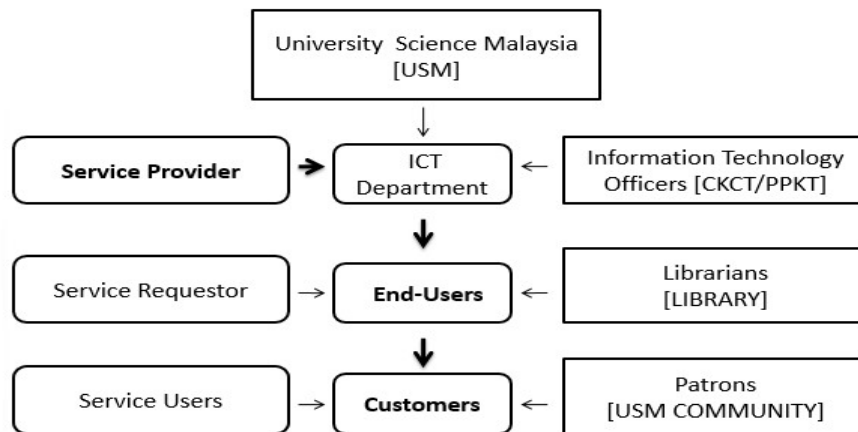 University Science Malaysia
[USM]
Service Provider
ICT
Department
Information Technology
Officers [CKCT/PPKT]
Service Requestor
End-Users
Librarians
[LIBRARY]
Service Users
Customers
Patrons
[USM COMMUNITY]